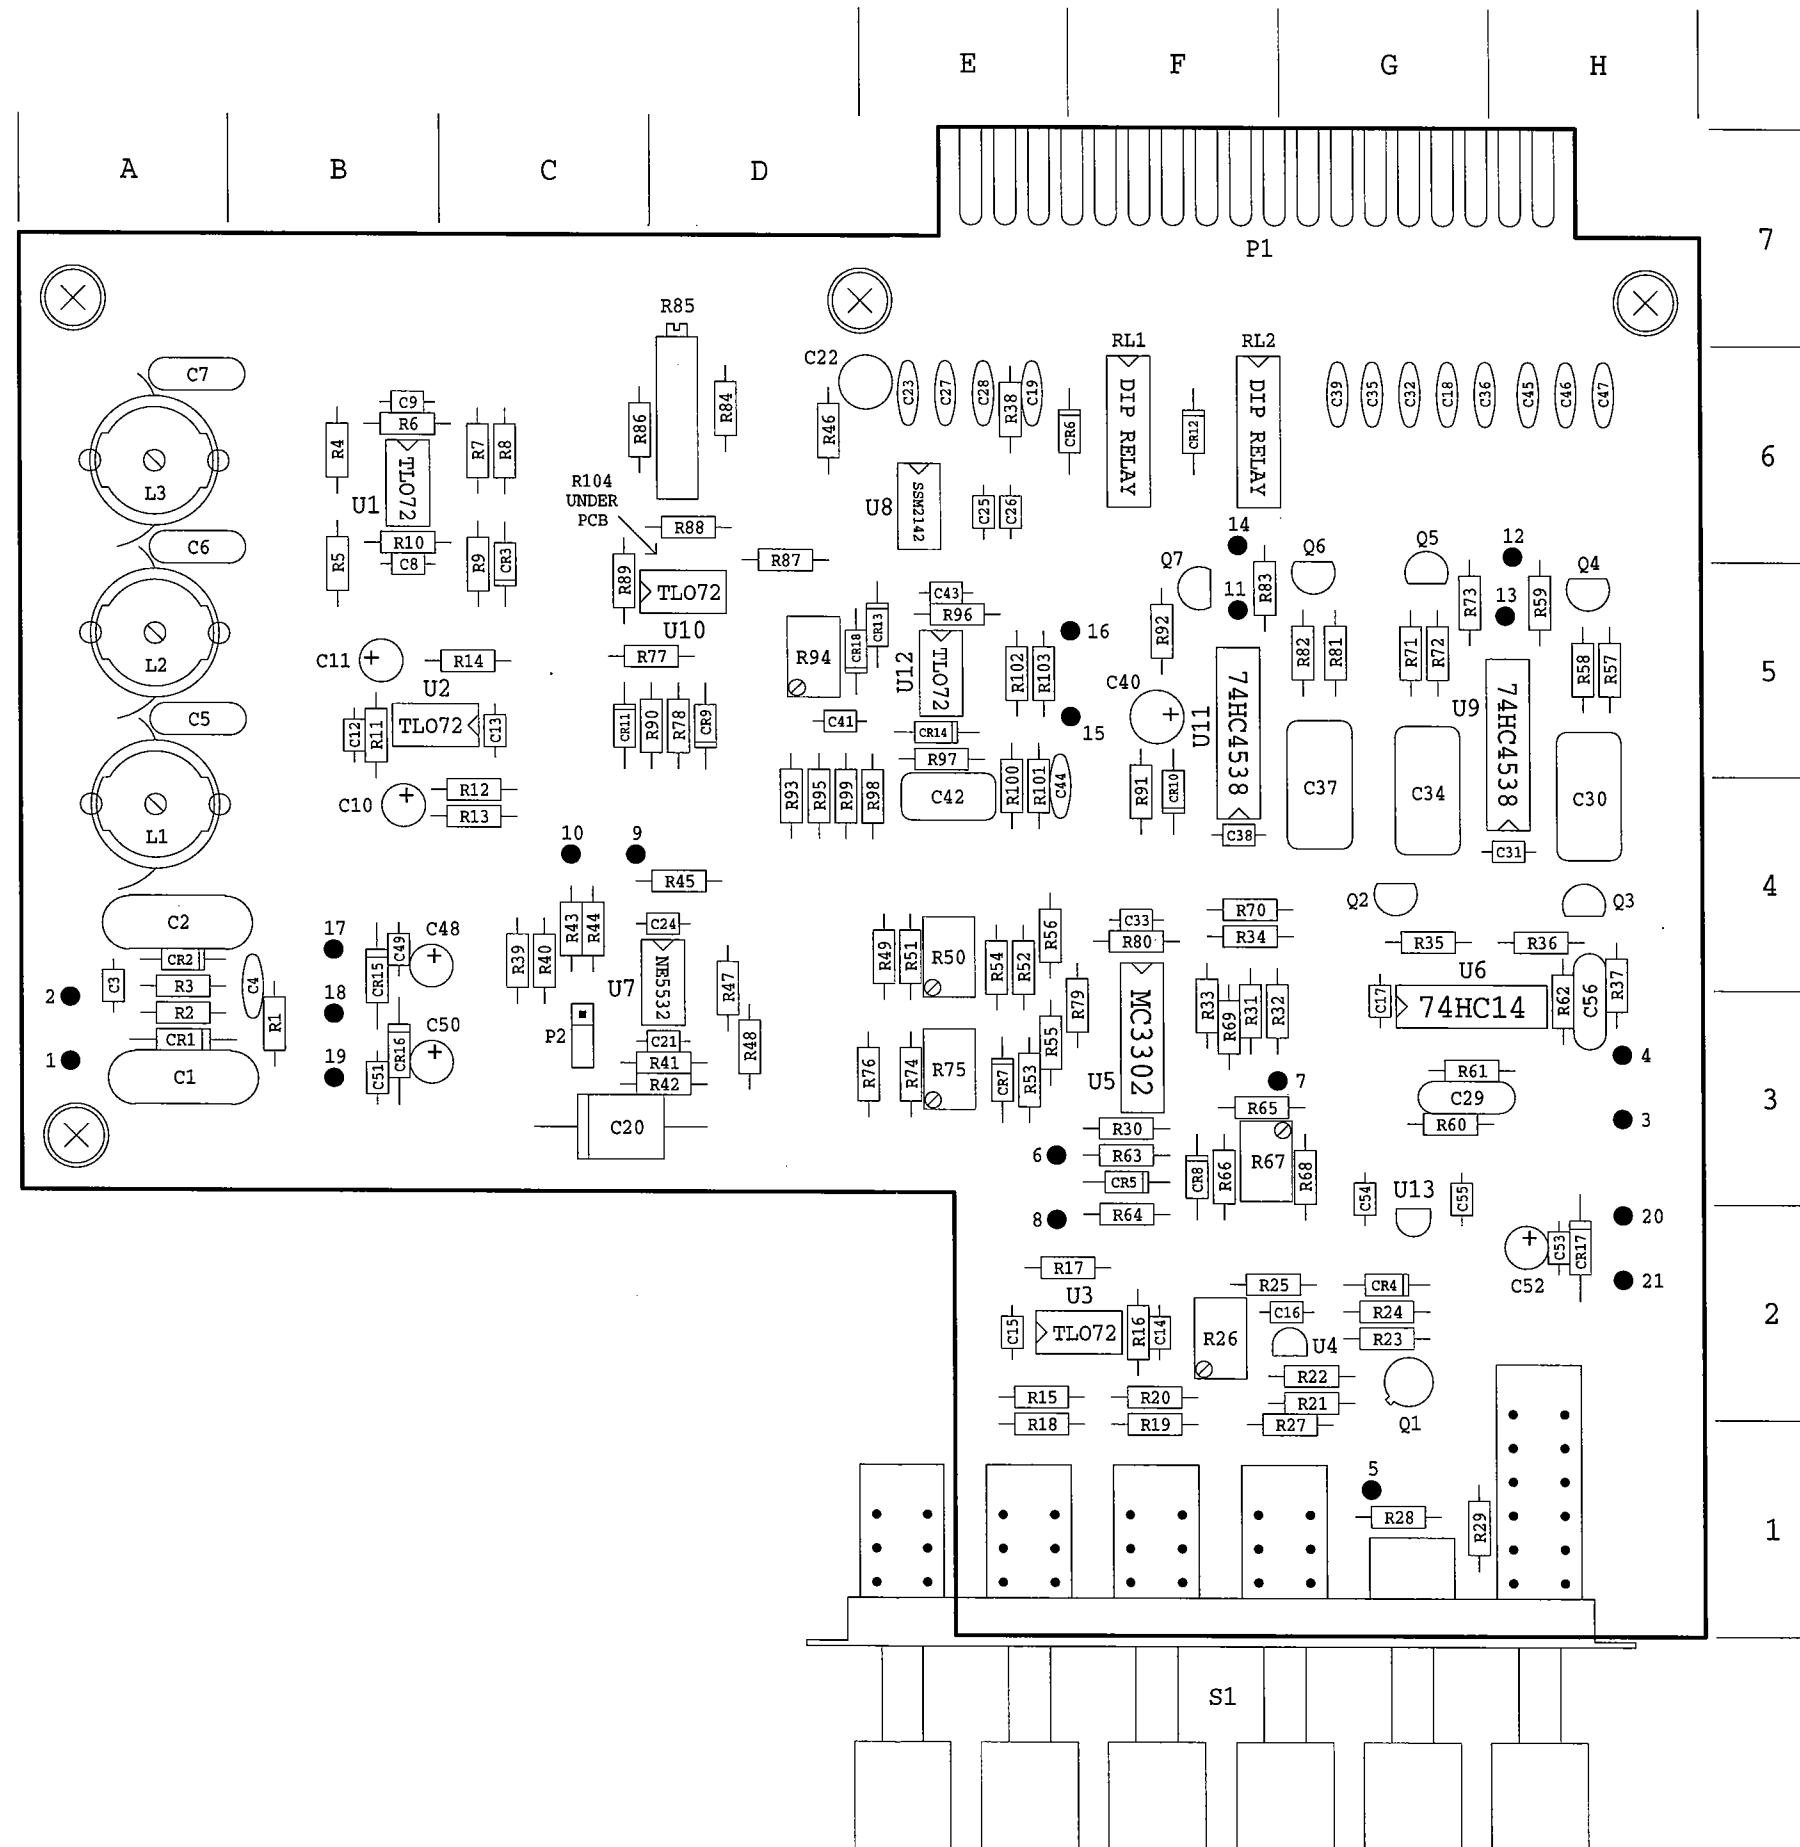 E F G H
A B C D
P1
7
R85
RL1 RL2
C22
C7
C23 C27 C28 R38 C19 CR6 DIP RELAY CR12 DIP RELAY C39 C35 C32 C18 C36 C45 C46 C47
C9
R6
R4 R7 R8 R86 R84 R46
6
L3
TLO72
U1
R104
UNDER
PCB
U8 SSM2142 C25 C26
R88
14
12
C6
R10
C8
R5 R9 CR3
R87
Q7 Q6 Q5 Q4
R89 TLO72
U10
C43
R96
CR13
CR18
11 R83 R73 13 R59
16
R92
L2
C11 + R14
R77
R94
U12 TLO72
R102 R103
R82 R81 R71 R72 R58 R57
5
U2
C40 +
C5
C12 R11 TLO72 C13
CR11 R90 R78 CR9
C41
CR14
R97
15
U11 74HC4538
U9 74HC4538
C10 +
R12
R13
R93 R95 R99 R98
C42
R100 R101 C44
R91 CR10
C37 C34 C30
L1
10 9
C38
C31
R45
4
C2
17
C48 +
C49
CR15
R43 R44
C24
R39 R40
U7 NE5532
R49 R51 R50 R54 R52 R56
C33
R80
R70
R34
Q2 Q3
R35 R36
CR2
R3
R2
CR1
C3 C4
2
18
R1
R47
R79
R33 R69 R31 R32
U6
C17 74HC14 R62 C56 R37
P2
C21
R41
R42
R48
1
C1
19
C51 CR16
C50 +
R76 R74 R75 CR7 R53 R55
U5 MC3302
7
R61
C29
R60
4
3
3
C20
R65
R30
R63
CR5
R64
6
8
CR8 R66 R67 R68
C54 U13 C55
20
R17
+
C52
C53 CR17
21
U3
R25
CR4
C15 TLO72 R16 C14
R26
C16
R24
R23
U4
2
R15 R20
R18 R19
R22
R21
R27
Q1
5
R28
R29
1
S1